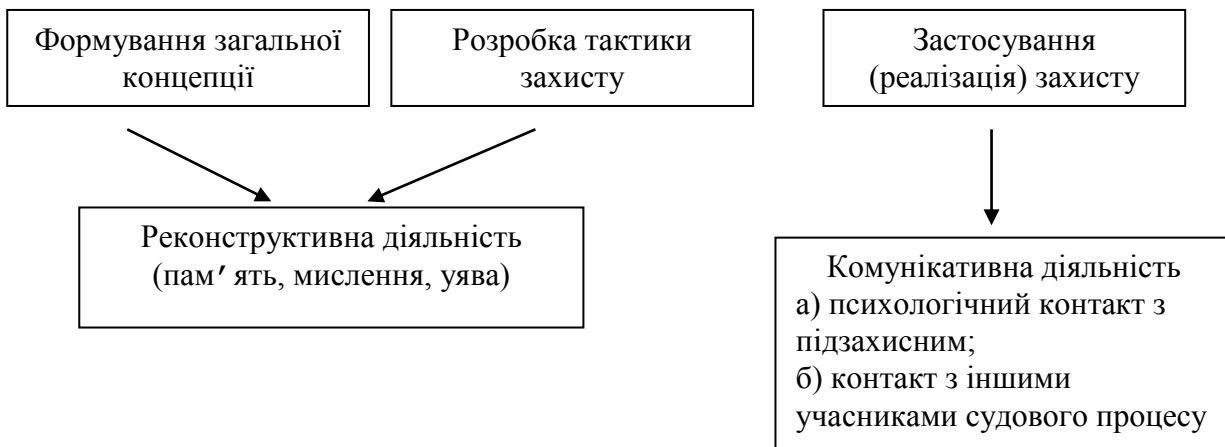 Формування загальної
концепції
Розробка тактики
захисту
Застосування
(реалізація) захисту
Реконструктивна діяльність
(пам′ ять, мислення, уява)
Комунікативна діяльність
а) психологічний контакт з
підзахисним;
б) контакт з іншими
учасниками судового процесу